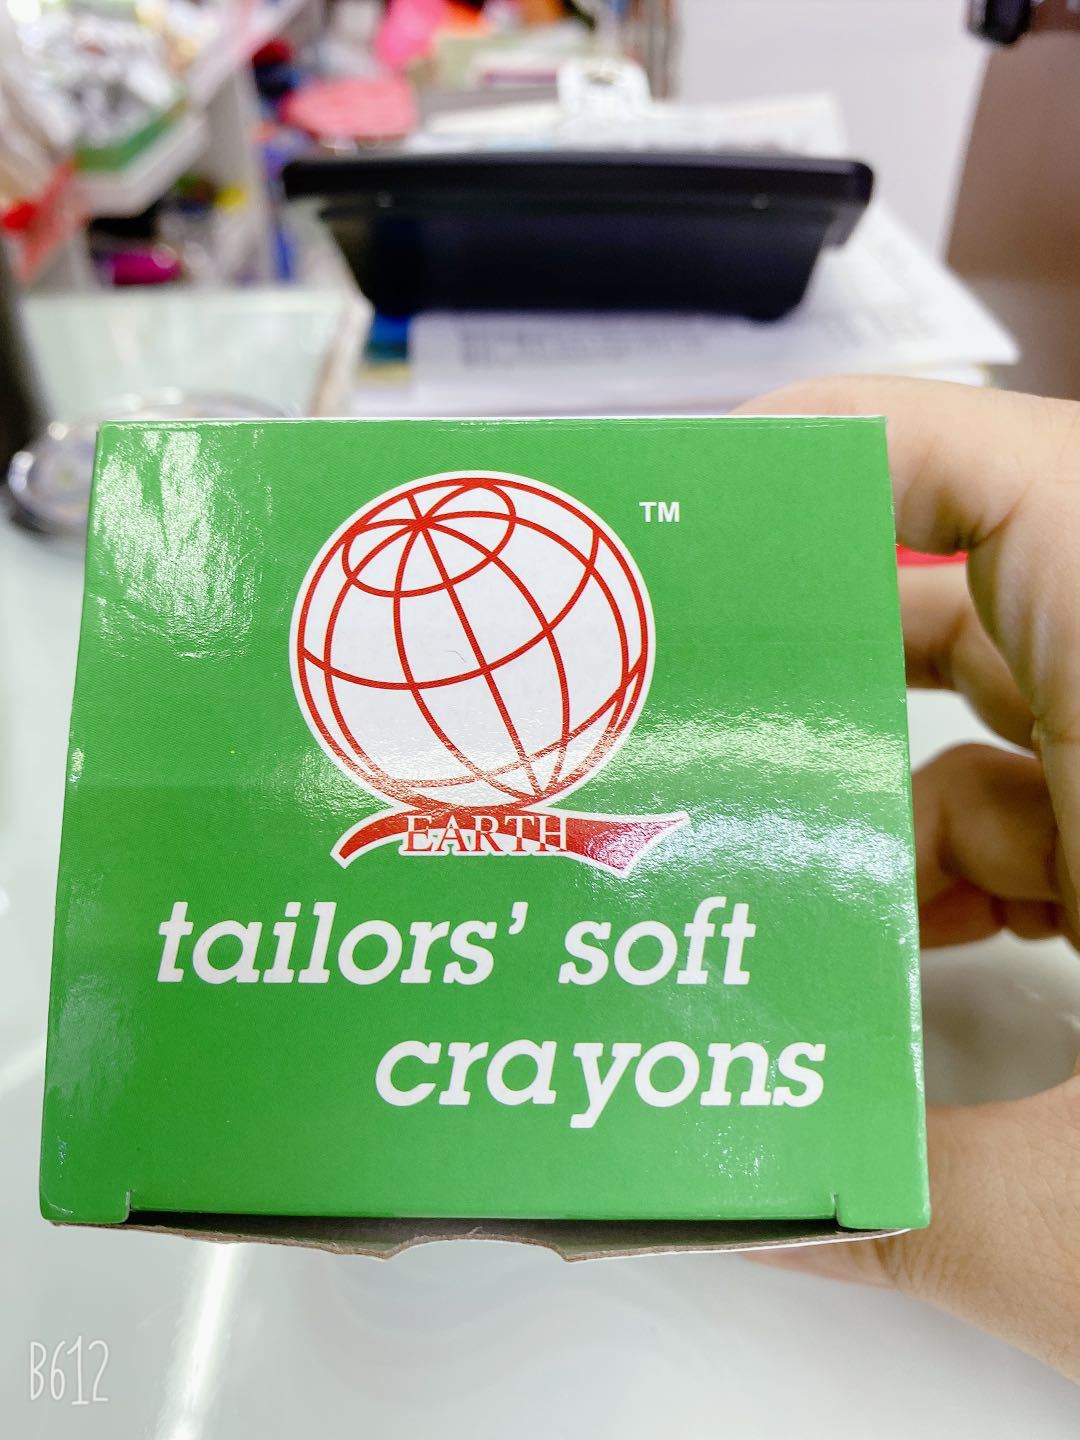 TM
EARTH
tailors' soft
crayons
B612